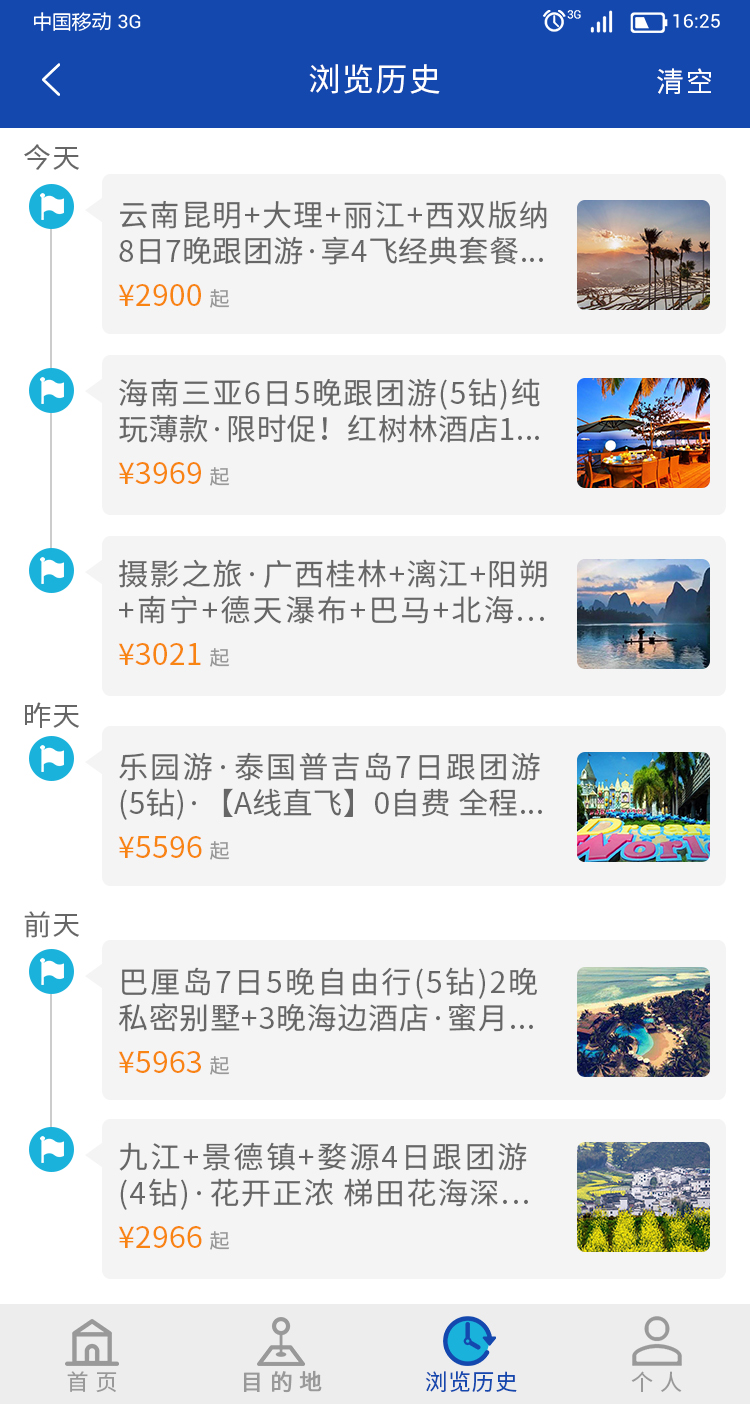 中国移动 3G
3G
16:25
浏览历史
清空
今天
云南昆明+大理+丽江+西双版纳
8日7晚跟团游·享4飞经典套餐...
¥2900 起
海南三亚6日5晚跟团游(5钻)纯
玩薄款·限时促！红树林酒店1...
¥3969 起
摄影之旅·广西桂林+漓江+阳朔
+南宁+德天瀑布+巴马+北海...
¥3021 起
昨天
乐园游·泰国普吉岛7日跟团游
(5钻)·【A线直飞】0自费 全程...
¥5596 起
Dream
World
前天
巴厘岛7日5晚自由行(5钻)2晚
私密别墅+3晚海边酒店·蜜月...
¥5963 起
九江+景德镇+婺源4日跟团游
(4钻)·花开正浓 梯田花海深...
¥2966 起
首页
目的地
浏览历史
个人